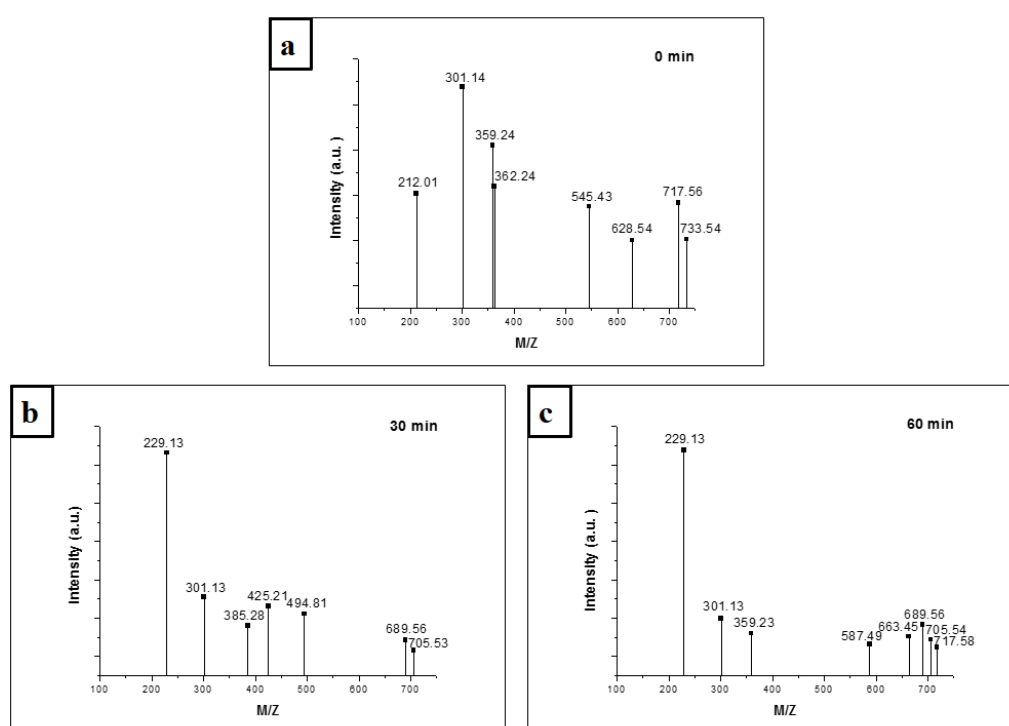 a
0 min
301.14
359.24
362.24
212.01
545.43
717.56
628.54
733.54
Intensity (a.u. )
100 200 300 400 500 600 700
M/Z
b
30 min
229.13
301.13
425.21
494.81
385.28
689.56
705.53
Intensity (a.u. )
100 200 300 400 500 600 700
M/Z
c
60 min
229.13
301.13
359.23
689.56
663.45
705.54
587.49
717.58
Intensity (a.u. )
100 200 300 400 500 600 700
M/Z